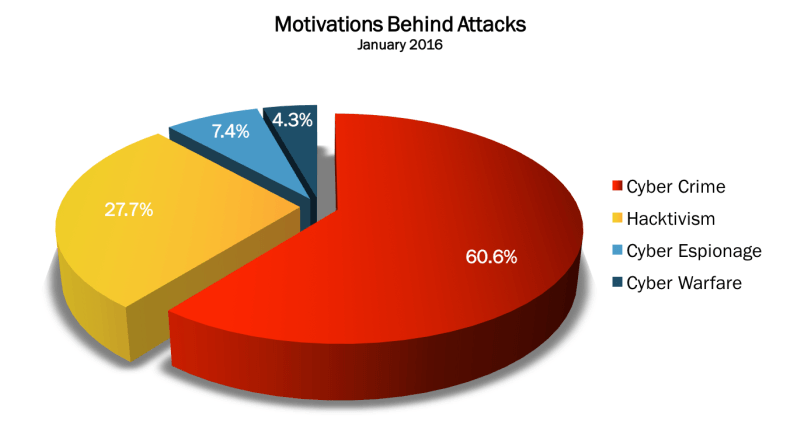 Motivations Behind Attacks
January 2016
4.3%
7.4%
27.7%
60.6%
Cyber Crime
Hacktivism
Cyber Espionage
Cyber Warfare